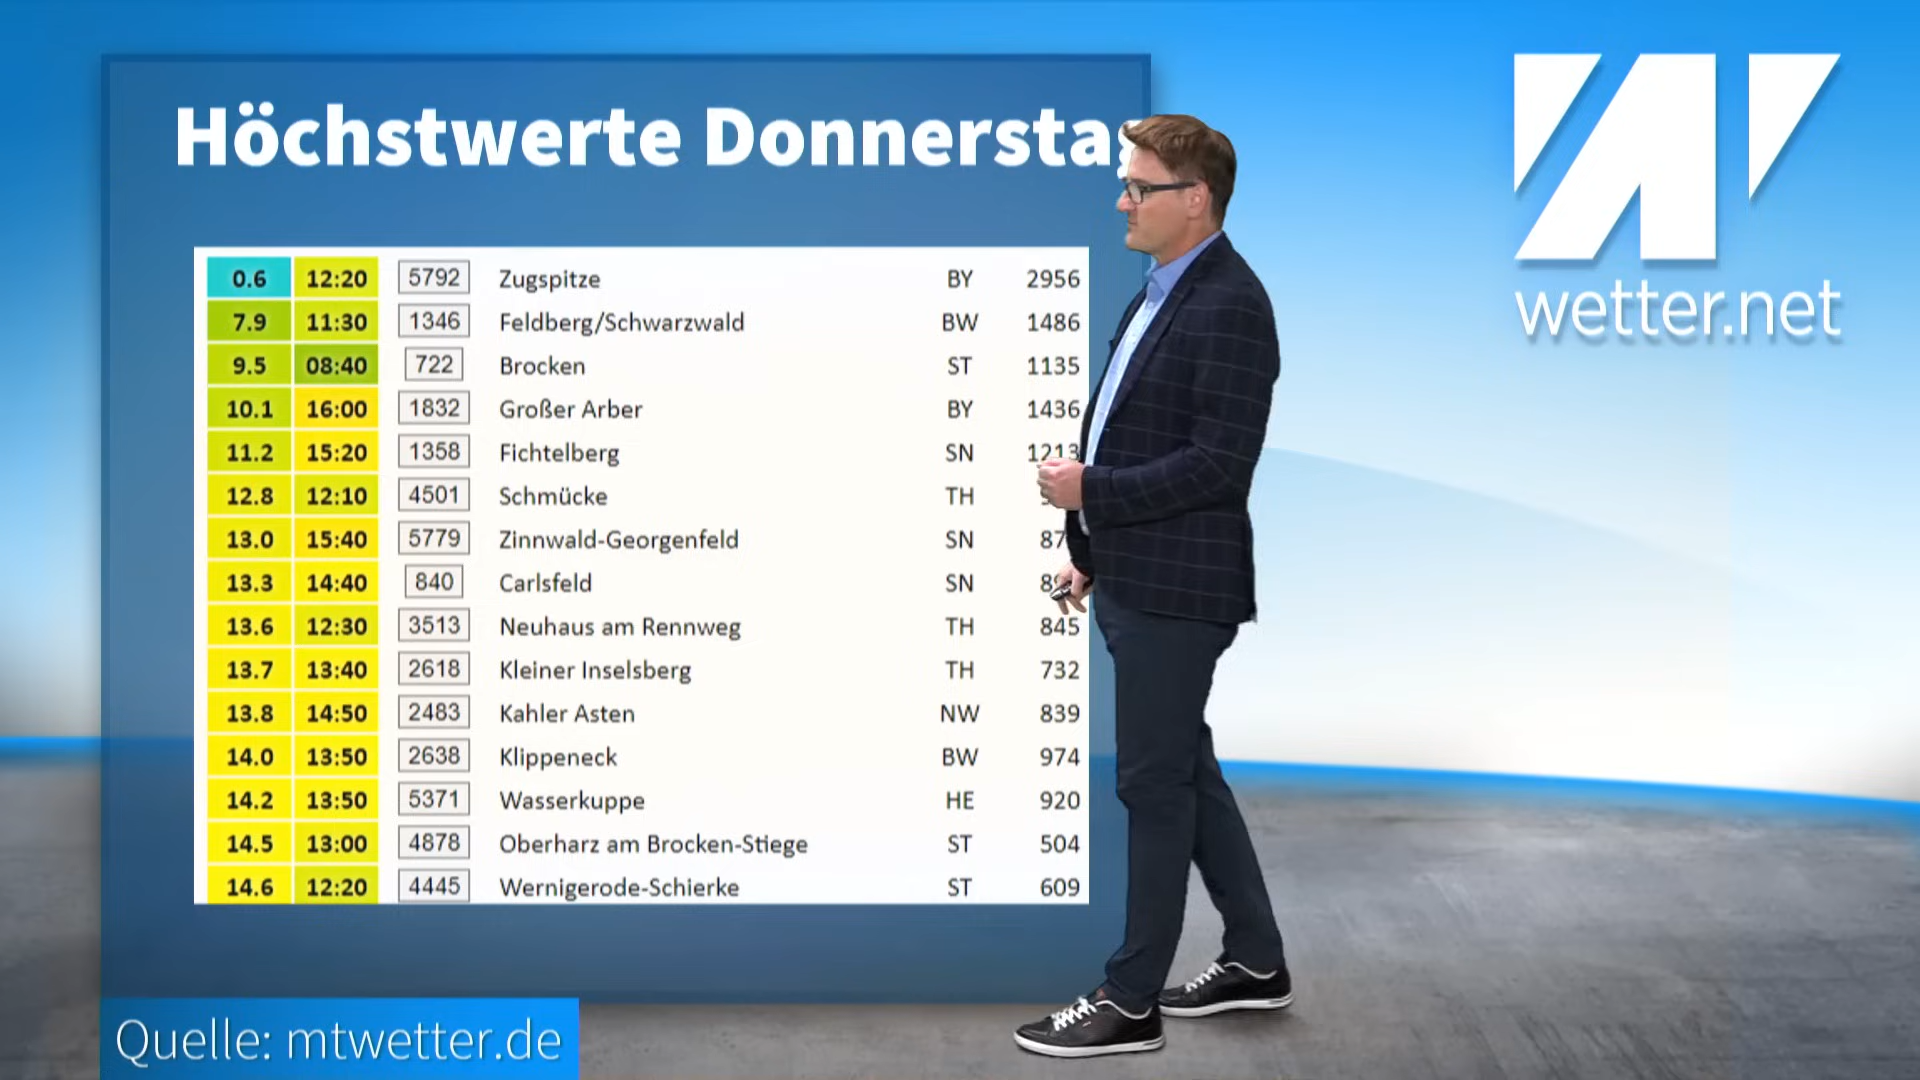 Höchstwerte Donnerstag
0.6 12:20 5792 Zugspitze BY 2956
7.9 11:30 1346 Feldberg/Schwarzwald BW 1486
9.5 08:40 722 Brocken ST 1135
10.1 16:00 1832 Großer Arber BY 1436
11.2 15:20 1358 Fichtelberg SN 1213
12.8 12:10 4501 Schmücke TH
13.0 15:40 5779 Zinnwald-Georgenfeld SN
13.3 14:40 840 Carlsfeld SN
13.6 12:30 3513 Neuhaus am Rennweg TH 845
13.7 13:40 2618 Kleiner Inselsberg TH 732
13.8 14:50 2483 Kahler Asten NW 839
14.0 13:50 2638 Klippeneck BW 974
14.2 13:50 5371 Wasserkuppe HE 920
14.5 13:00 4878 Oberharz am Brocken-Stiege ST 504
14.6 12:20 4445 Wernigerode-Schierke ST 609
Quelle: mtwetter.de
wetter.net